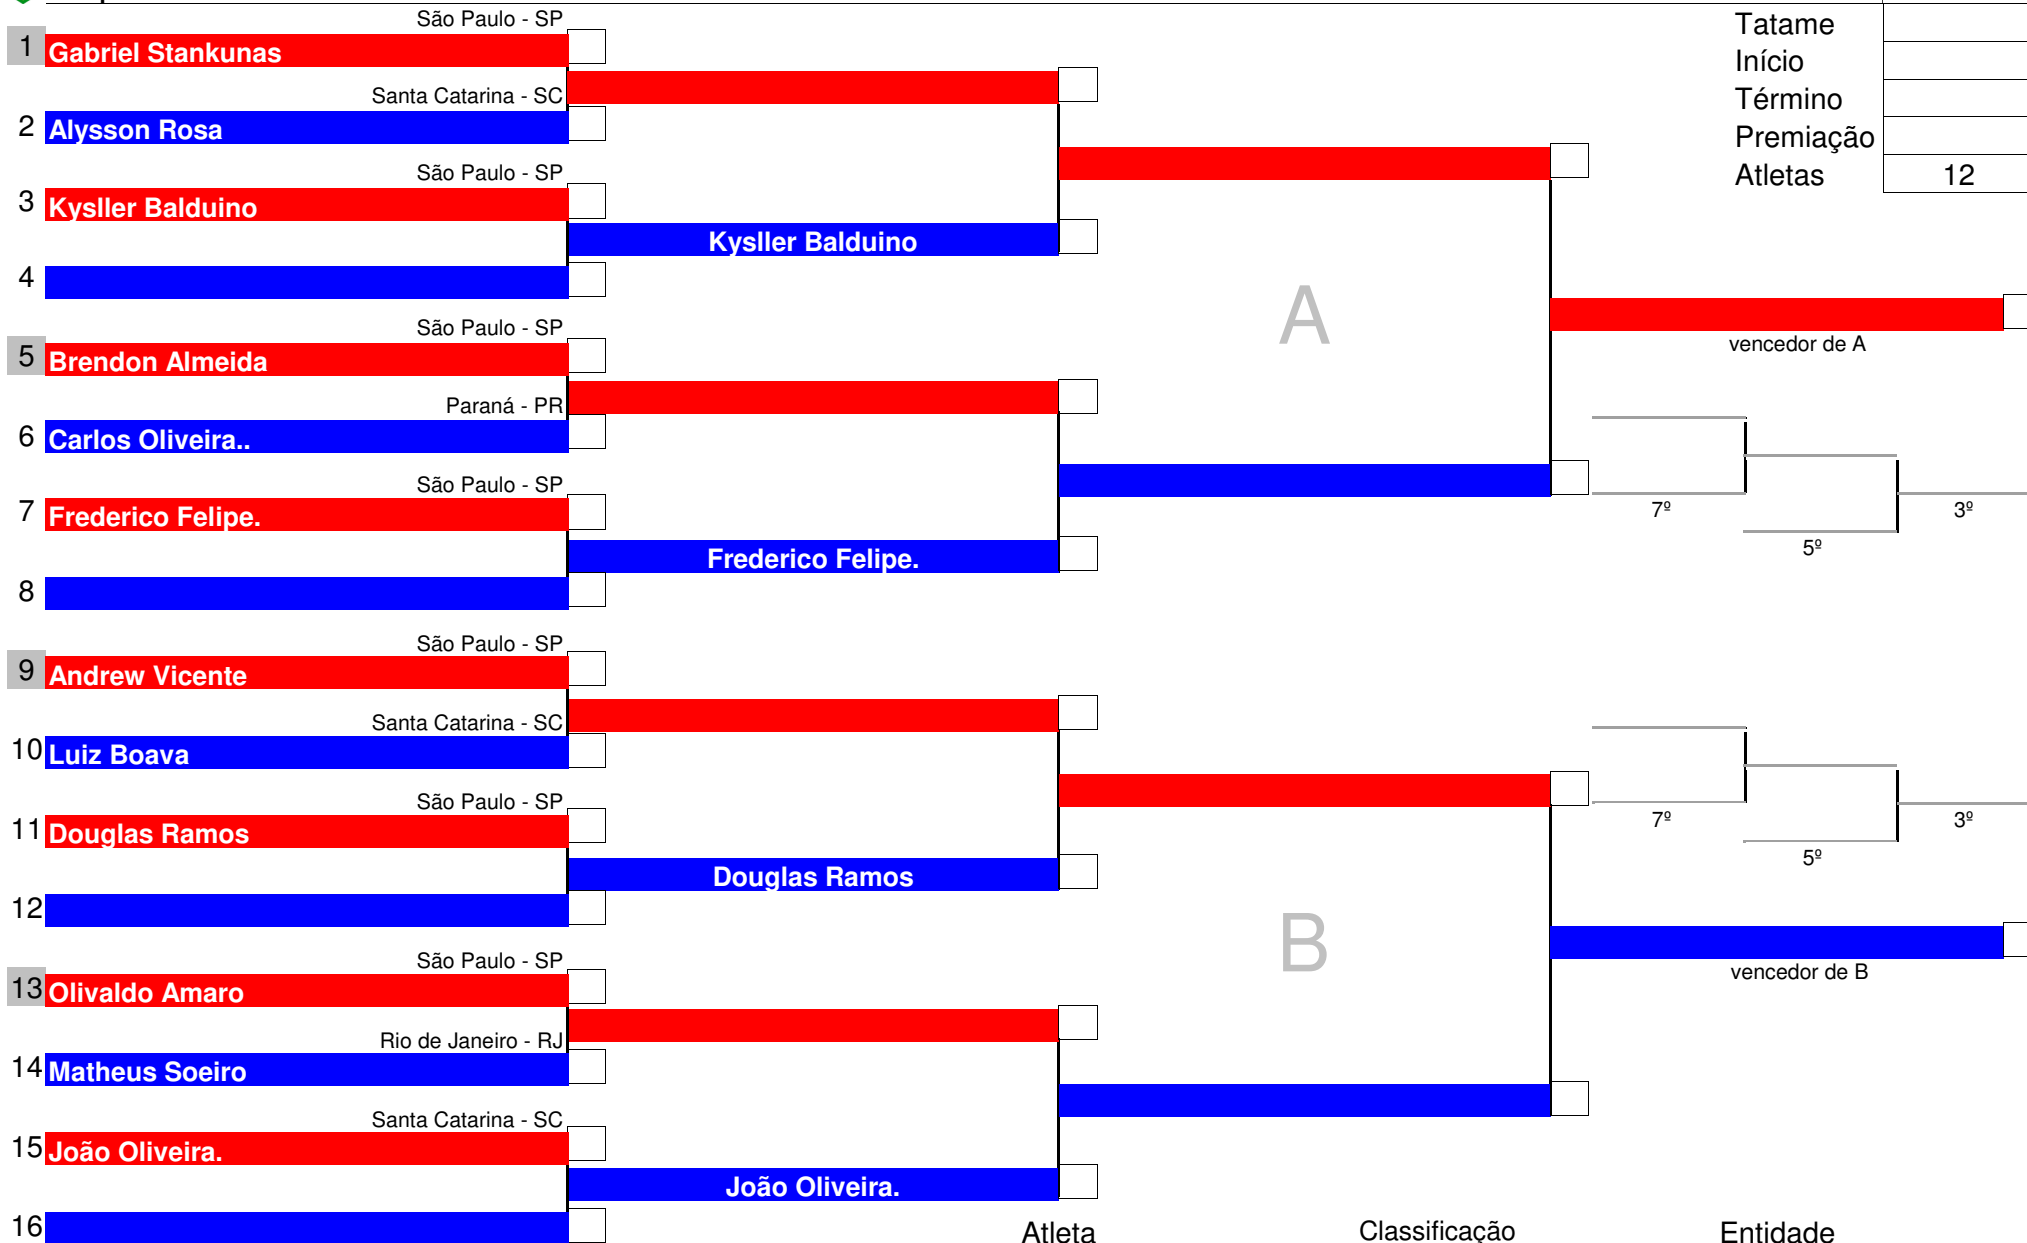 São Paulo - SP
1 Gabriel Stankunas
Santa Catarina - SC
2 Alysson Rosa
São Paulo - SP
3 Kysller Balduino
Kysller Balduino
4
São Paulo - SP
5 Brendon Almeida
Paraná - PR
6 Carlos Oliveira..
São Paulo - SP
7 Frederico Felipe.
Frederico Felipe.
8
São Paulo - SP
9 Andrew Vicente
Santa Catarina - SC
10 Luiz Boava
São Paulo - SP
11 Douglas Ramos
Douglas Ramos
12
São Paulo - SP
13 Olivaldo Amaro
Rio de Janeiro - RJ
14 Matheus Soeiro
Santa Catarina - SC
15 João Oliveira.
João Oliveira.
16
A
B
Tatame
Início
Término
Premiação
Atletas 12
vencedor de A
7º
5º
3º
7º
5º
3º
vencedor de B
Atleta Classificação Entidade